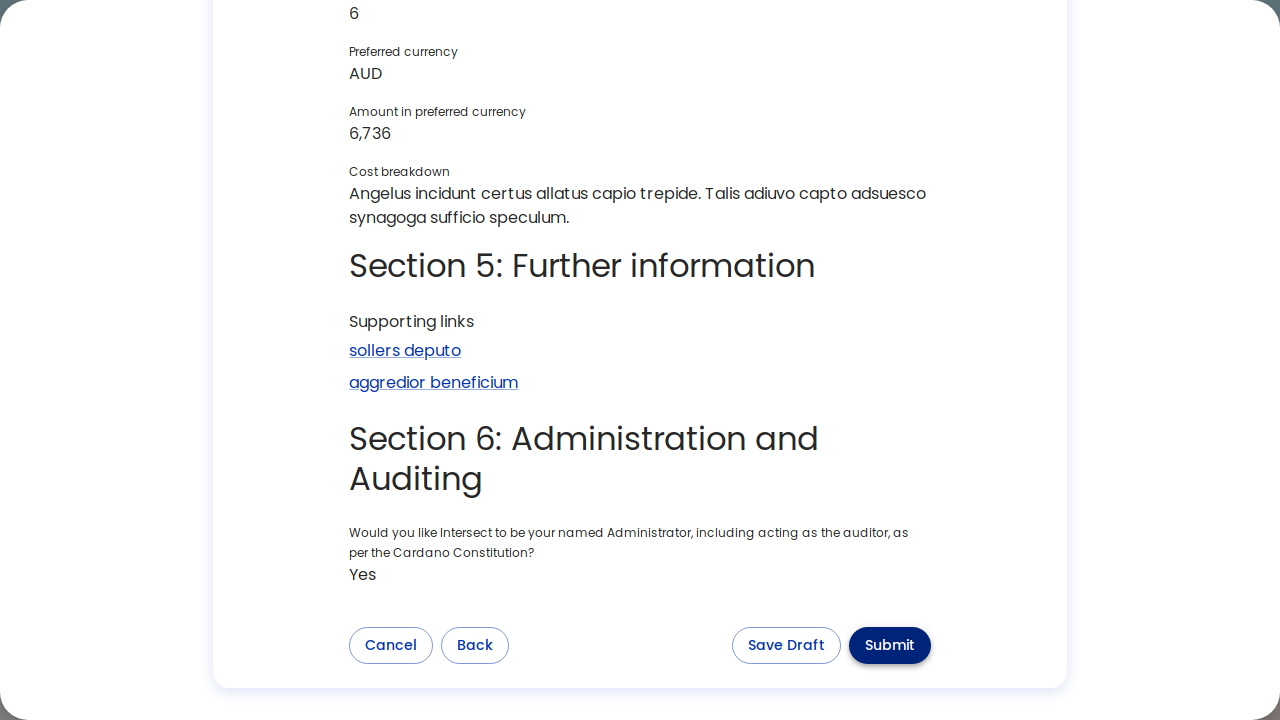 6
Preferred currency
AUD
Amount in preferred currency
6,736
Cost breakdown
Angelus incidunt certus allatus capio trepide. Talis adiuvo capto adsuesco
synagoga sufficio speculum.
Section 5: Further information
Supporting links
sollers deputo
aggredior beneficium
Section 6: Administration and
Auditing
Would you like Intersect to be your named Administrator, including acting as the auditor, as
per the Cardano Constitution?
Yes
Cancel
Back
Save Draft
Submit